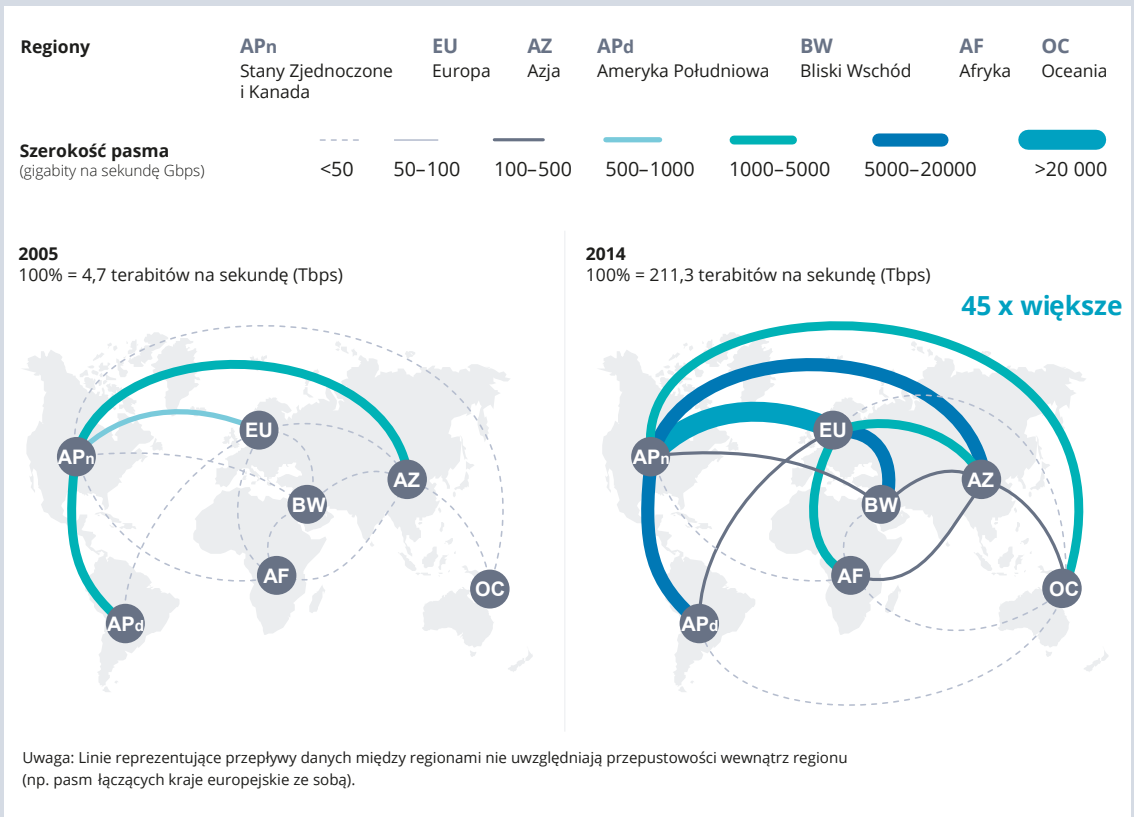 Regiony
APn EU AZ APd BW AF OC
Stany Zjednoczone Europa Azja Ameryka Południowa Bliski Wschód Afryka Oceania
i Kanada
Szerokość pasma
(gigabity na sekundę Gbps)
<50 50–100 100–500 500–1000 1000–5000 5000–20000 >20 000
2005
100% = 4,7 terabitów na sekundę (Tbps)
APn
EU
AZ
BW
AF
OC
APd
2014
100% = 211,3 terabitów na sekundę (Tbps)
45 x większe
EU
APn
AZ
BW
AF
OC
APd
Uwaga: Linie reprezentujące przepływy danych między regionami nie uwzględniają przepustowości wewnątrz regionu
(np. pasm łączących kraje europejskie ze sobą).